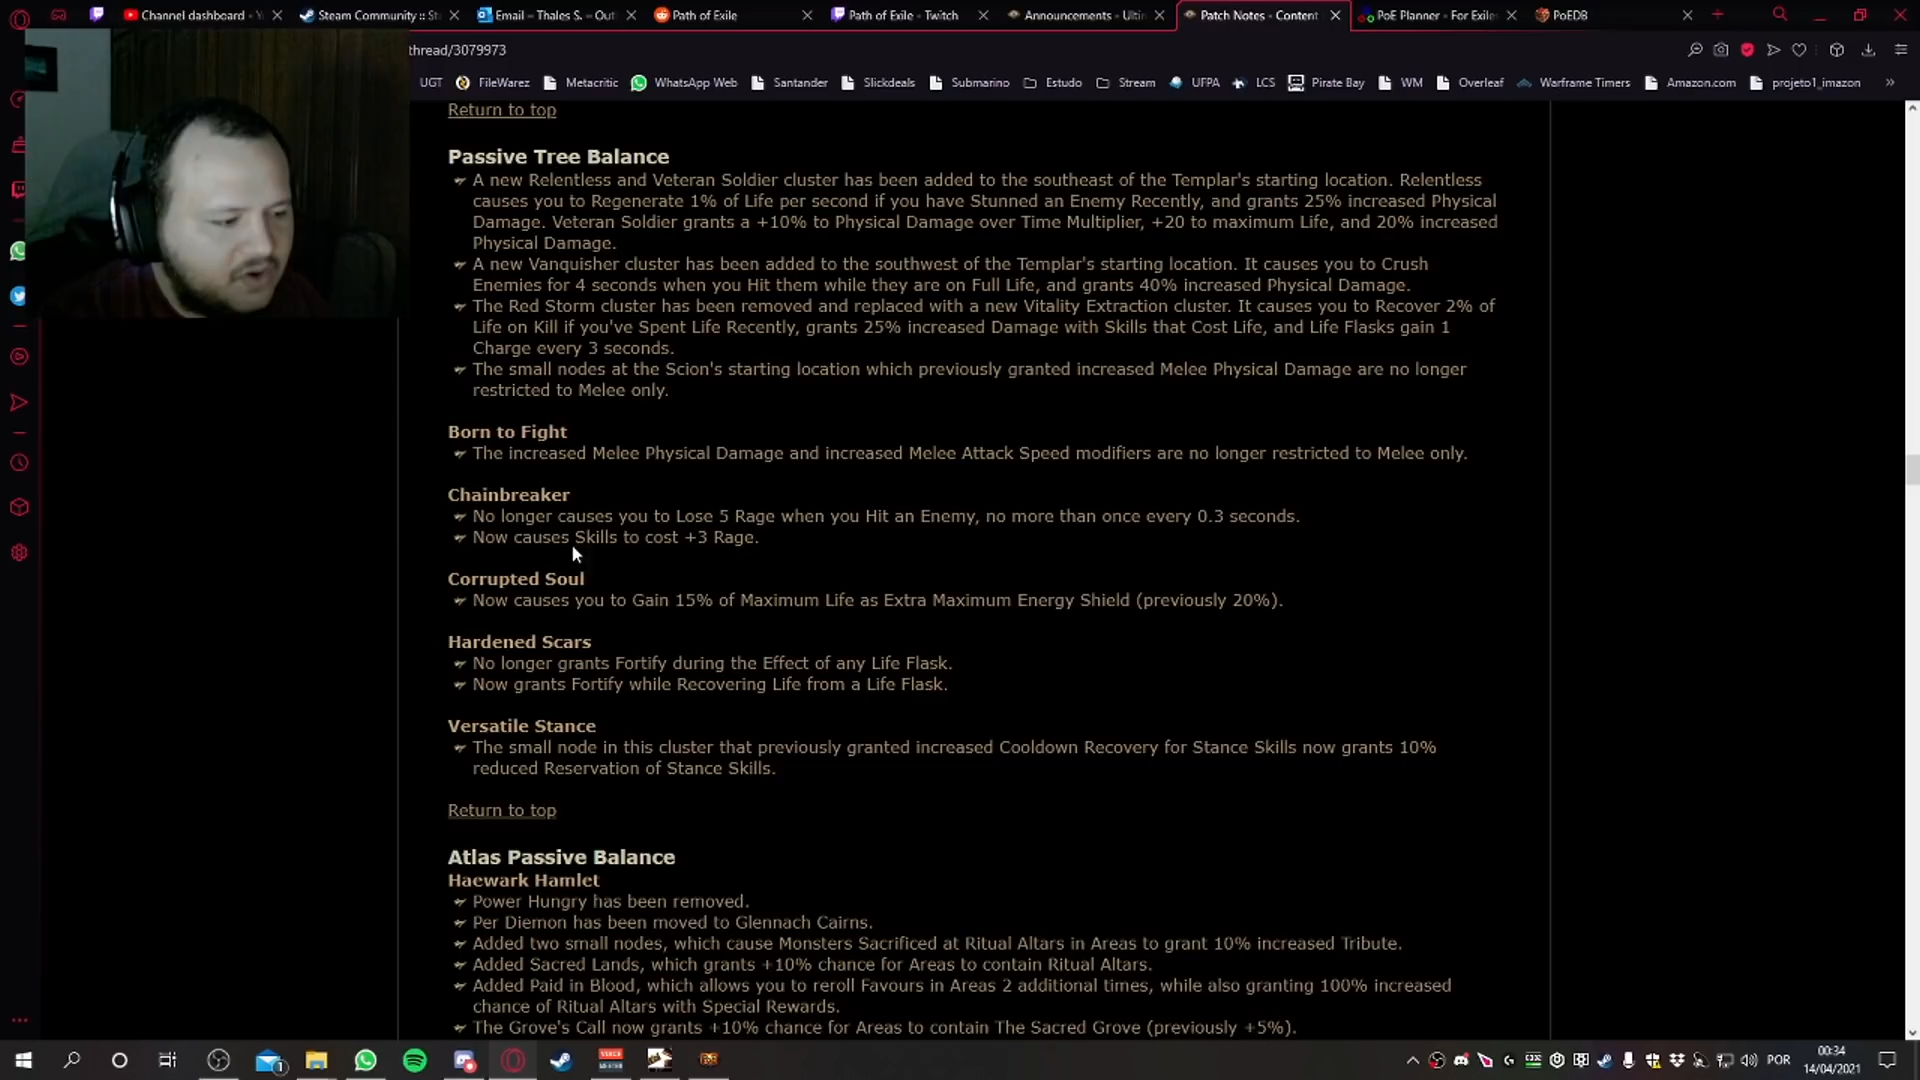 Channel dashboard - Y
Steam Community :: Sta
Email – Thales S. – Outl
Path of Exile
Path of Exile - Twitch
Announcements - Ultin
Patch Notes - Content
PoE Planner - For Exiles
PoEDB
thread/3079973
UGT
FileWarez
Metacritic
WhatsApp Web
Santander
Slickdeals
Submarino
Estudo
Stream
UFPA
LCS
Pirate Bay
WM
Overleaf
Warframe Timers
Amazon.com
projeto1_imazon
Return to top
Passive Tree Balance
A new Relentless and Veteran Soldier cluster has been added to the southeast of the Templar's starting location. Relentless
causes you to Regenerate 1% of Life per second if you have Stunned an Enemy Recently, and grants 25% increased Physical
Damage. Veteran Soldier grants a +10% to Physical Damage over Time Multiplier, +20 to maximum Life, and 20% increased
Physical Damage.
A new Vanquisher cluster has been added to the southwest of the Templar's starting location. It causes you to Crush
Enemies for 4 seconds when you Hit them while they are on Full Life, and grants 40% increased Physical Damage.
The Red Storm cluster has been removed and replaced with a new Vitality Extraction cluster. It causes you to Recover 2% of
Life on Kill if you've Spent Life Recently, grants 25% increased Damage with Skills that Cost Life, and Life Flasks gain 1
Charge every 3 seconds.
The small nodes at the Scion's starting location which previously granted increased Melee Physical Damage are no longer
restricted to Melee only.
Born to Fight
The increased Melee Physical Damage and increased Melee Attack Speed modifiers are no longer restricted to Melee only.
Chainbreaker
No longer causes you to Lose 5 Rage when you Hit an Enemy, no more than once every 0.3 seconds.
Now causes Skills to cost +3 Rage.
Corrupted Soul
Now causes you to Gain 15% of Maximum Life as Extra Maximum Energy Shield (previously 20%).
Hardened Scars
No longer grants Fortify during the Effect of any Life Flask.
Now grants Fortify while Recovering Life from a Life Flask.
Versatile Stance
The small node in this cluster that previously granted increased Cooldown Recovery for Stance Skills now grants 10%
reduced Reservation of Stance Skills.
Return to top
Atlas Passive Balance
Haewark Hamlet
Power Hungry has been removed.
Per Diemon has been moved to Glennach Cairns.
Added two small nodes, which cause Monsters Sacrificed at Ritual Altars in Areas to grant 10% increased Tribute.
Added Sacred Lands, which grants +10% chance for Areas to contain Ritual Altars.
Added Paid in Blood, which allows you to reroll Favours in Areas 2 additional times, while also granting 100% increased
chance of Ritual Altars with Special Rewards.
The Grove's Call now grants +10% chance for Areas to contain The Sacred Grove (previously +5%).
POR
00:34
14/04/2021